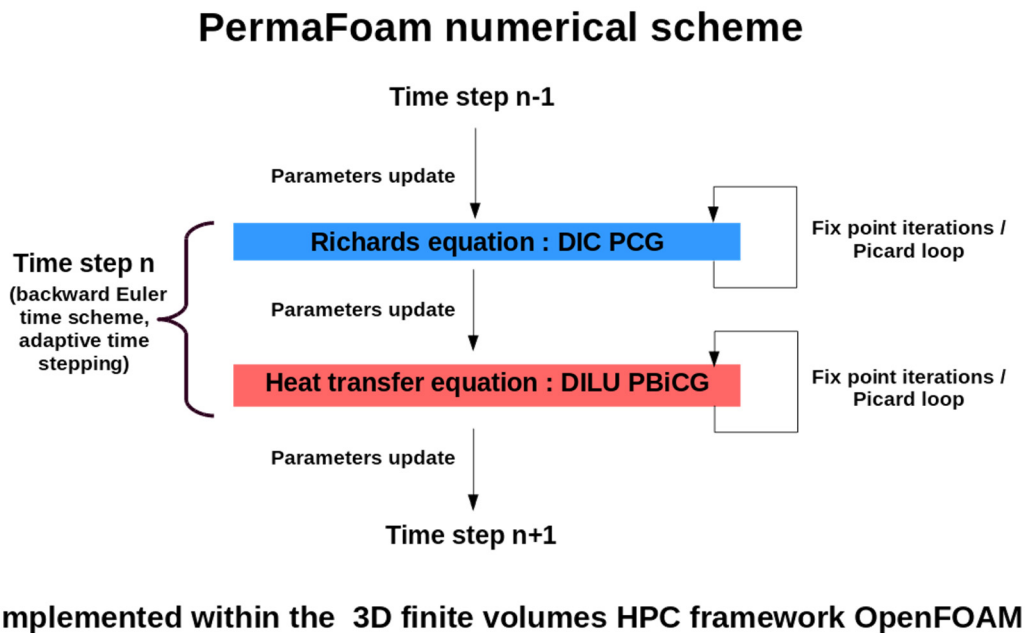 PermaFoam numerical scheme
Time step n-1
Parameters update
Richards equation : DIC PCG
Fix point iterations /
Picard loop
Time step n
(backward Euler
time scheme,
adaptive time
stepping)
Parameters update
Heat transfer equation : DILU PBiCG
Fix point iterations /
Picard loop
Parameters update
Time step n+1
mplemented within the 3D finite volumes HPC framework OpenFOAM